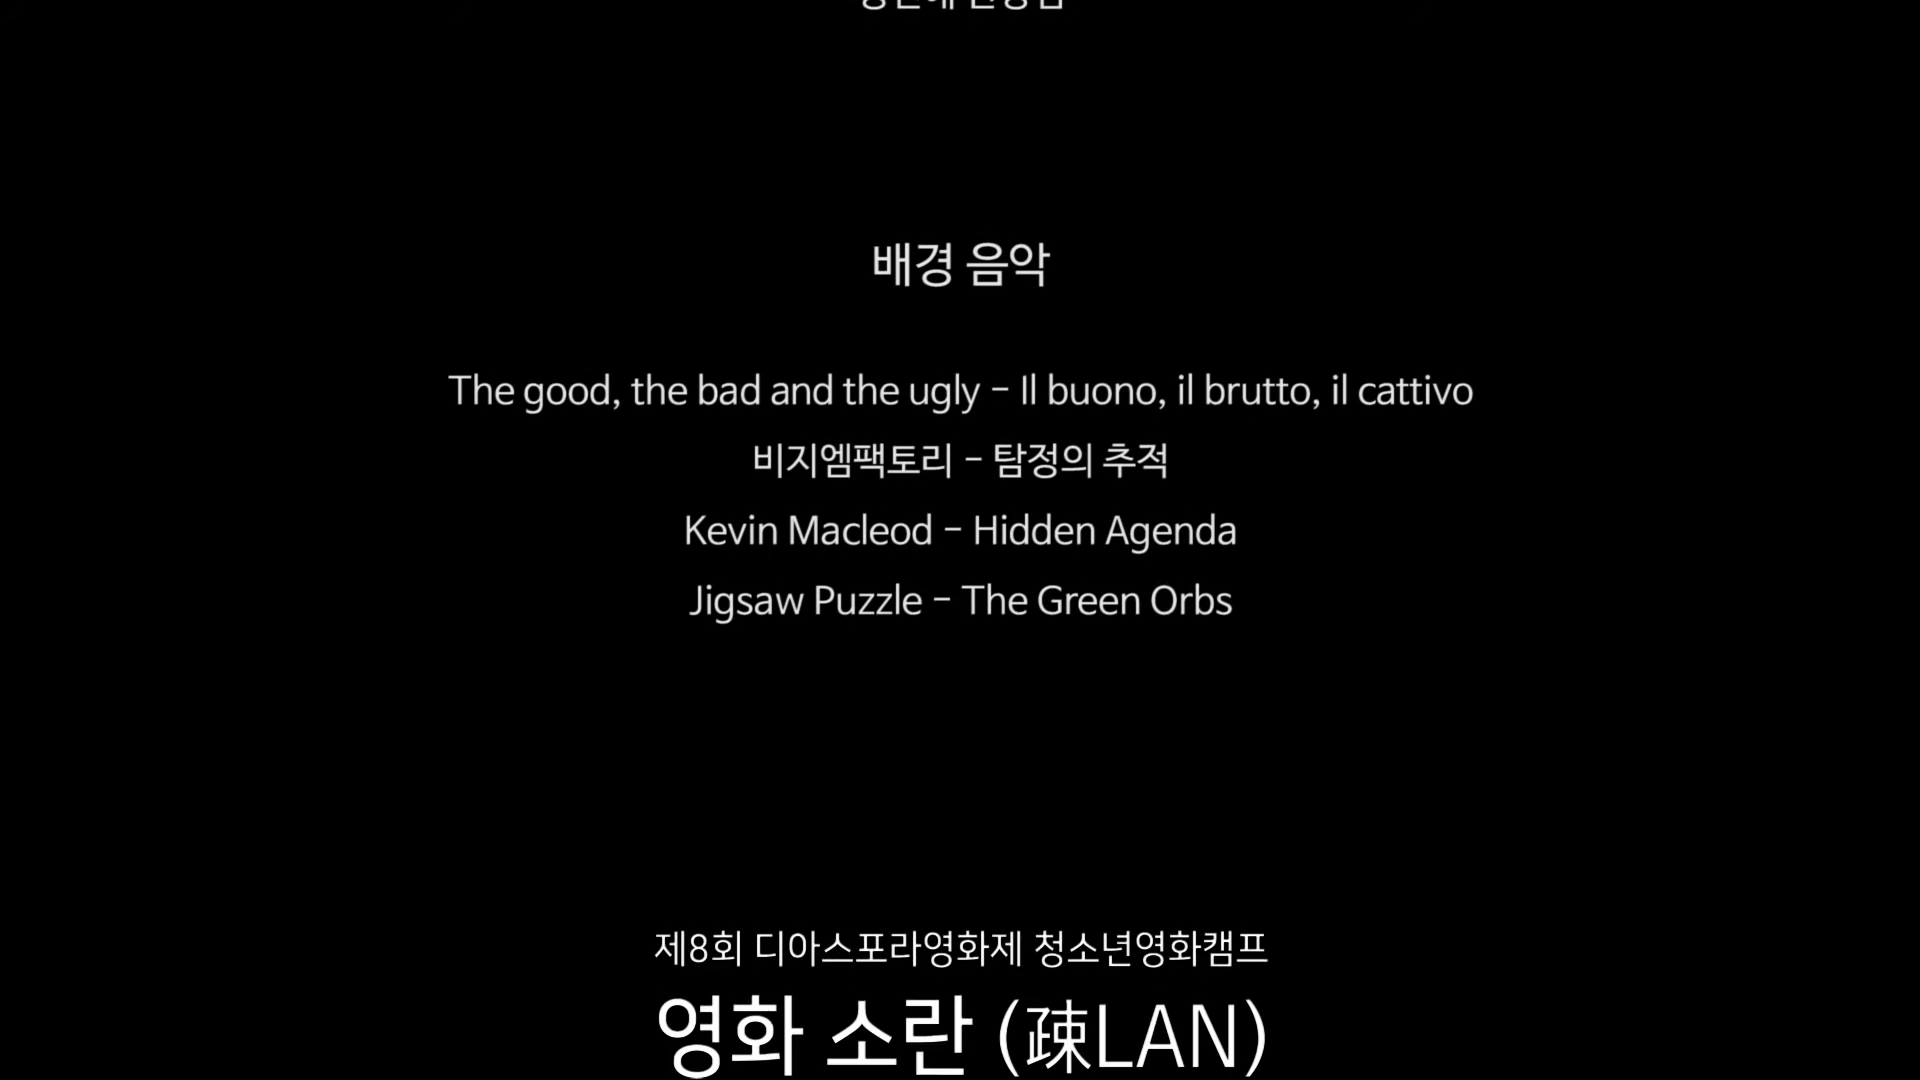 배경 음악
The good, the bad and the ugly - Il buono, il brutto, il cattivo
비지엠팩토리 - 탐정의 추적
Kevin Macleod - Hidden Agenda
Jigsaw Puzzle - The Green Orbs
제8회 디아스포라영화제 청소년영화캠프
영화 소란 (疎LAN)